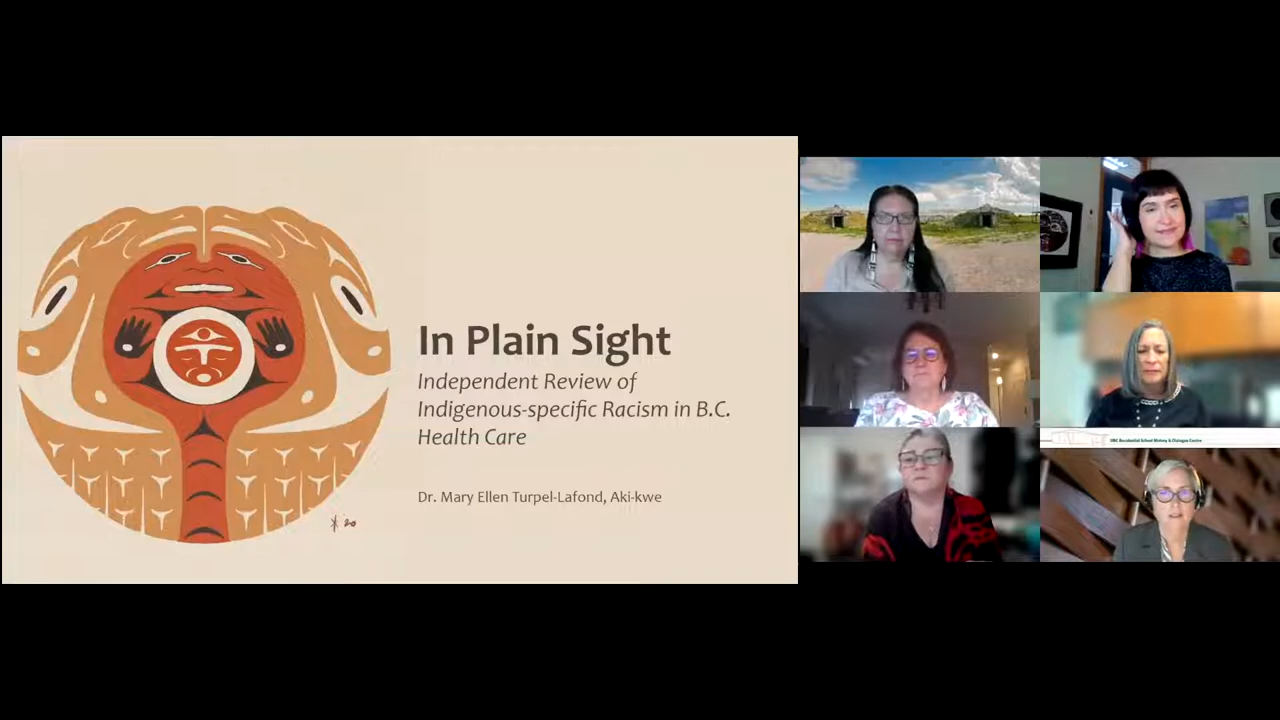 In Plain Sight
Independent Review of
Indigenous-specific Racism in B.C.
Health Care
Dr. Mary Ellen Turpel-Lafond, Aki-kwe
'20
UBC Residential School History & Dialogue Centre